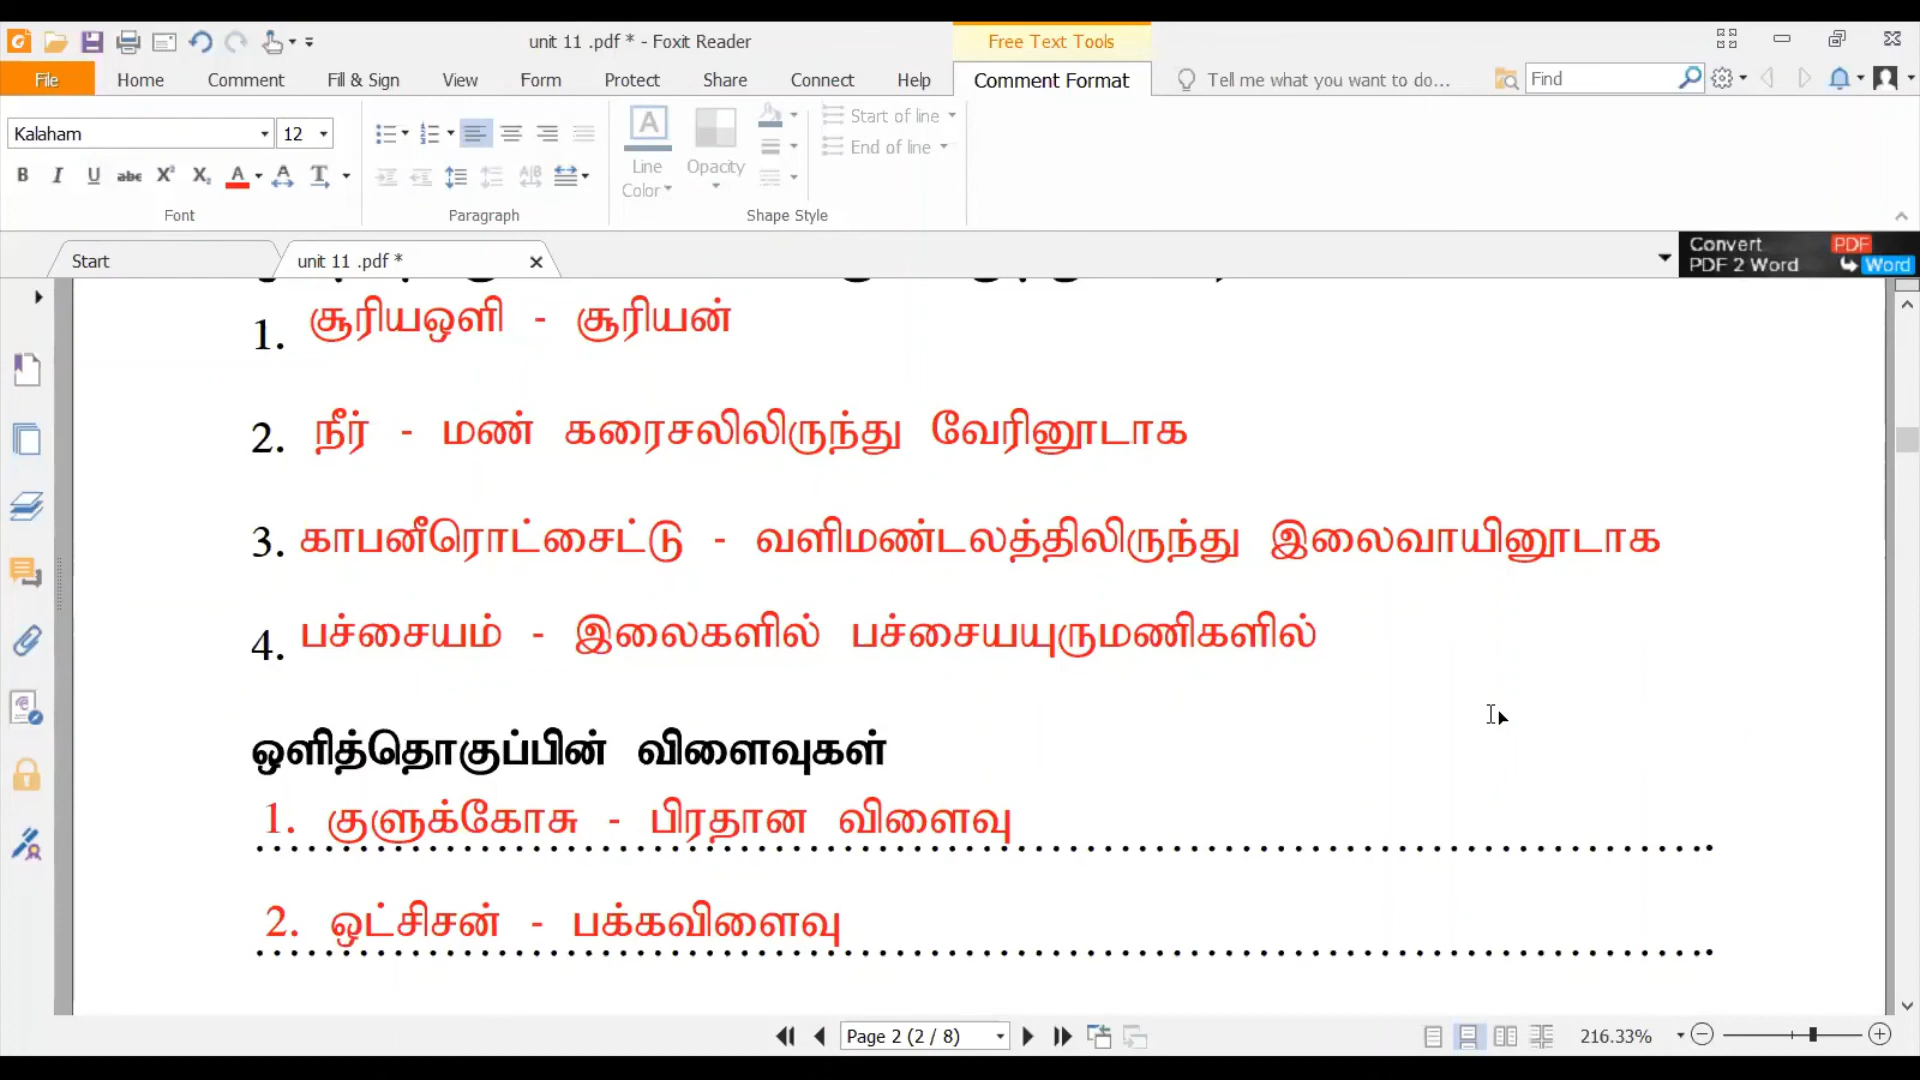 unit 11 .pdf * - Foxit Reader
Free Text Tools
File Home Comment Fill & Sign View Form Protect Share Connect Help Comment Format Tell me what you want to do... Find
Kalaham 12
Start of line
End of line
Line Color
Opacity
Font Paragraph Shape Style
Start unit 11 .pdf *
Convert PDF
PDF 2 Word Word
1. சூரியஒளி - சூரியன்
2. நீர் - மண் கரைசலிலிருந்து வேரினூடாக
3. காபனீரொட்சைட்டு - வளிமண்டலத்திலிருந்து இலைவாயினூடாக
4. பச்சையம் - இலைகளில் பச்சையயுருமணிகளில்
ஒளித்தொகுப்பின் விளைவுகள்
1. குளுக்கோசு - பிரதான விளைவு
2. ஒட்சிசன் - பக்கவிளைவு
Page 2 (2 / 8) 216.33%